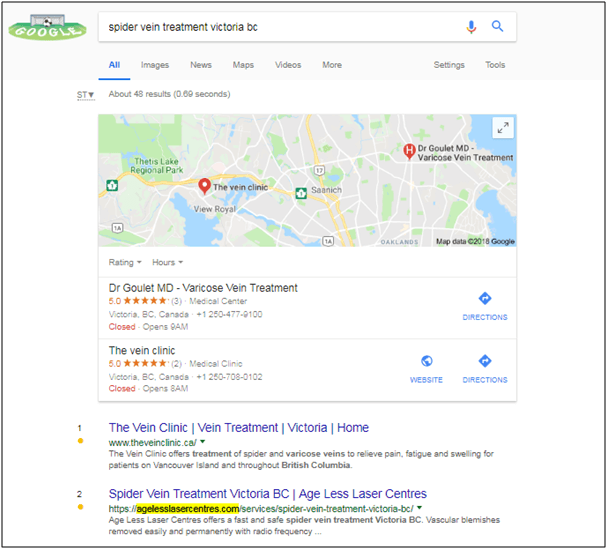 GOOGLE
spider vein treatment victoria bc
All Images News Maps Videos More Settings Tools
ST▼ About 48 results (0.69 seconds)
Thetis Lake
Regional Park
Dr Goulet MD -
Varicose Vein Treatment
17
1
The vein clinic
1
Saanich
View Royal
1A
1A
OAKLANDS
Map data ©2018 Google
Rating Hours
Dr Goulet MD - Varicose Vein Treatment
5.0 ★★★★★ (3) · Medical Center
Victoria, BC, Canada · +1 250-477-9100
Closed · Opens 9AM
DIRECTIONS
The vein clinic
5.0 ★★★★★ (2) · Medical Clinic
Victoria, BC, Canada · +1 250-708-0102
Closed · Opens 8AM
WEBSITE DIRECTIONS
1 The Vein Clinic | Vein Treatment | Victoria | Home
www.theveinclinic.ca/ ▼
The Vein Clinic offers treatment of spider and varicose veins to relieve pain, fatigue and swelling for
patients on Vancouver Island and throughout British Columbia.
2 Spider Vein Treatment Victoria BC | Age Less Laser Centres
https://agelesslasercentres.com/services/spider-vein-treatment-victoria-bc/ ▼
Age Less Laser Centres offers a fast and safe spider vein treatment Victoria BC. Vascular blemishes
removed easily and permanently with radio frequency ...